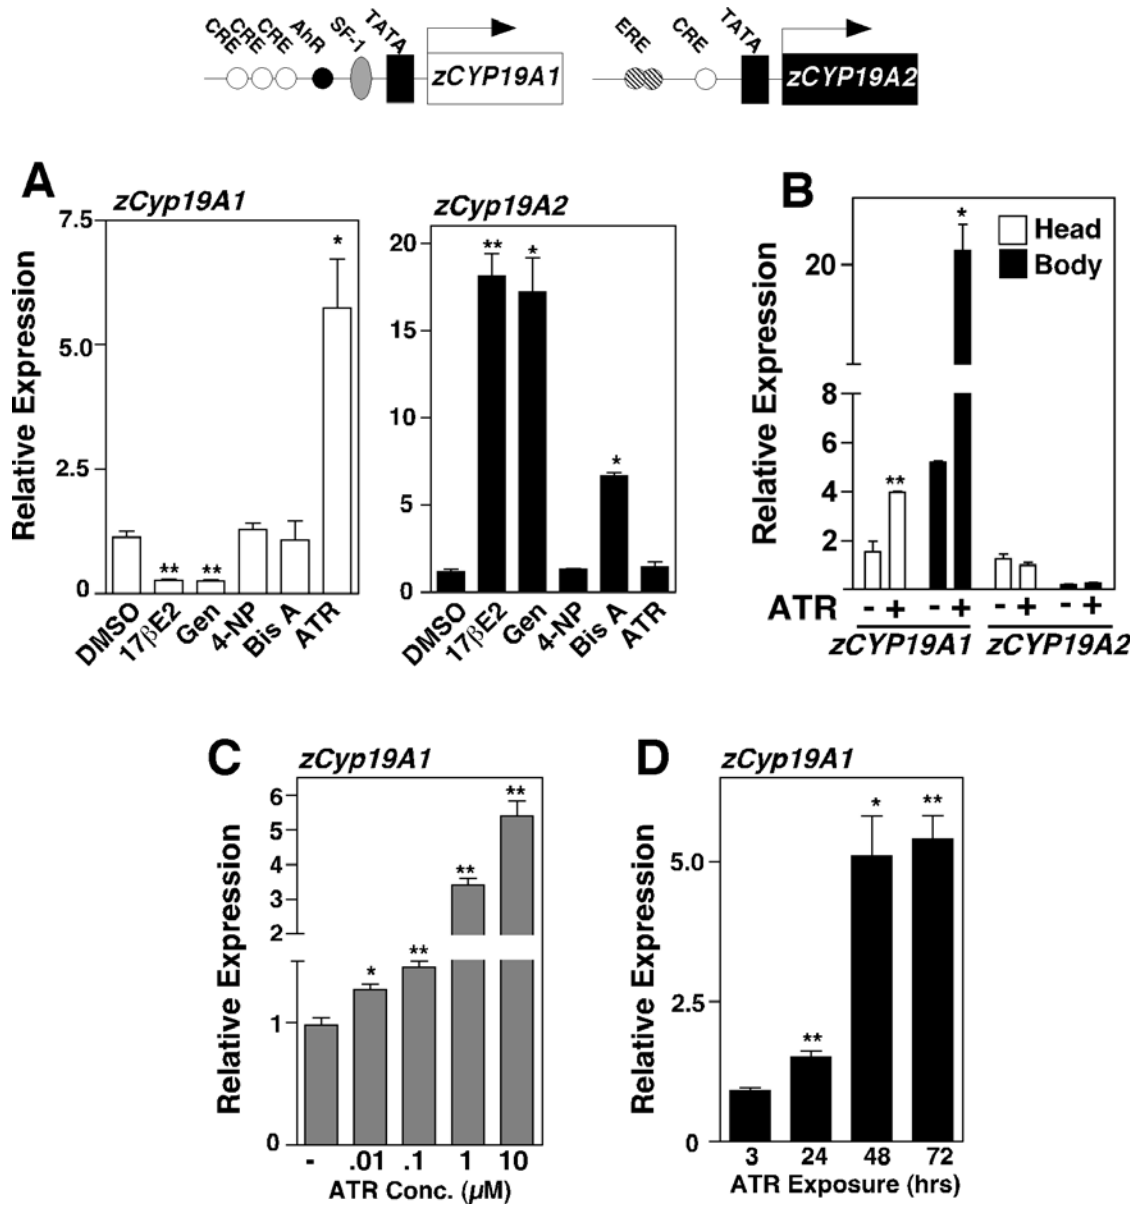 CRE CRE CRE AhR SF-1 TATA
zCYP19A1
ERE CRE TATA
zCYP19A2
A
zCyp19A1
Relative Expression
7.5
5.0
2.5
0
DMSO 17βE2 Gen 4-NP Bis A ATR
** ** *
zCyp19A2
20
15
10
5
0
DMSO 17βE2 Gen 4-NP Bis A ATR
** * *
B
Head
Body
Relative Expression
20
8
6
4
2
** *
ATR - + - + - + - +
zCYP19A1 zCYP19A2
C
zCyp19A1
Relative Expression
6
5
4
3
2
1
0
* ** ** **
- .01 .1 1 10
ATR Conc. (µM)
D
zCyp19A1
Relative Expression
5.0
2.5
0
** * **
3 24 48 72
ATR Exposure (hrs)